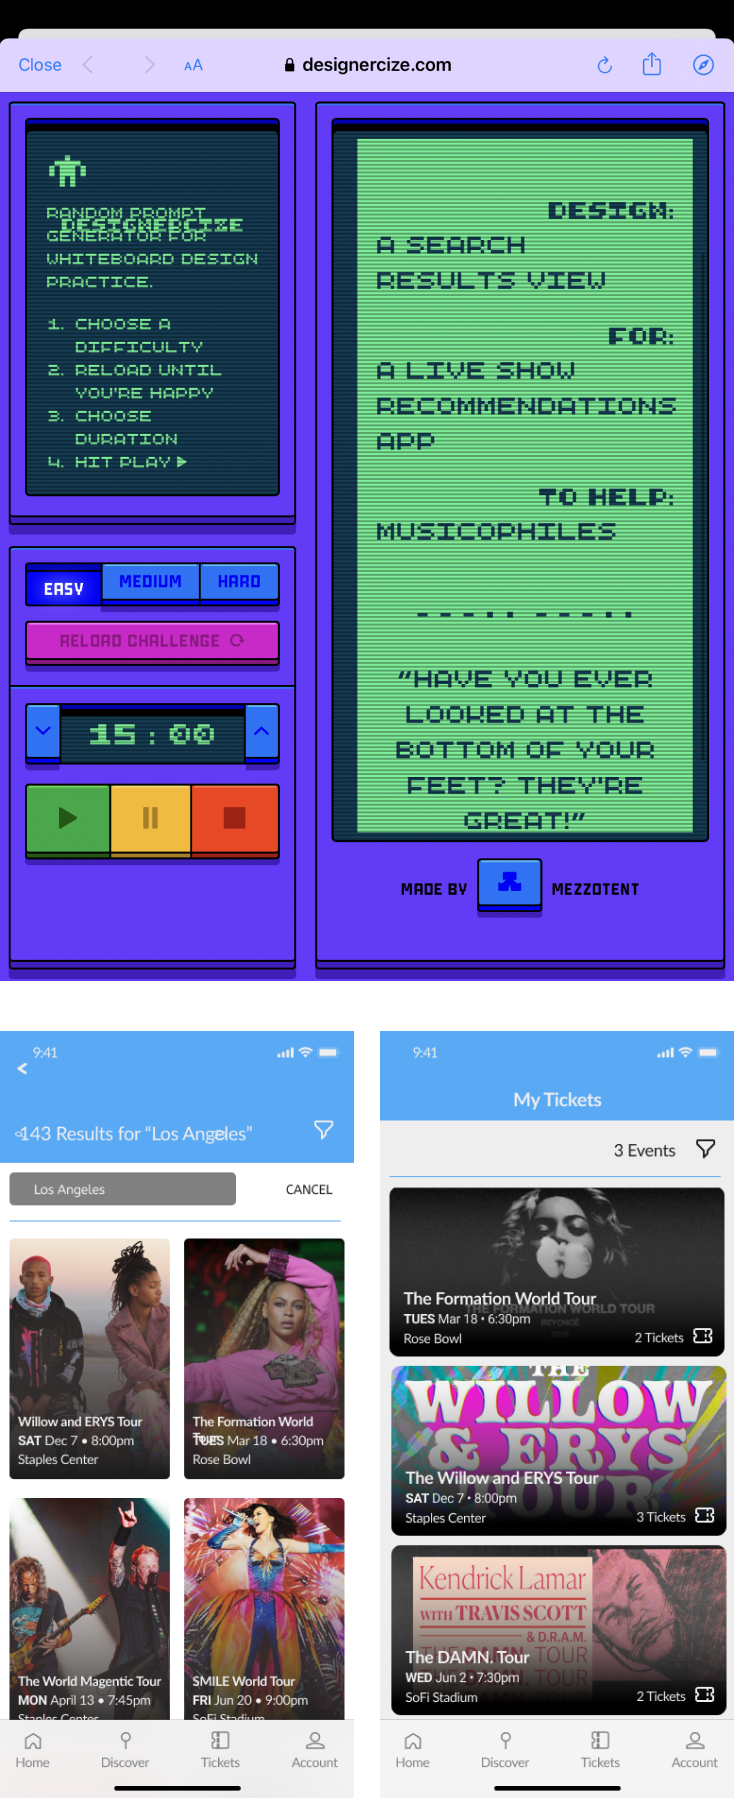 Close
AA
designercize.com
RANDOM PROMPT
DESIGNERCIZE
GENERATOR FOR
WHITEBOARD DESIGN
PRACTICE.
1. CHOOSE A
DIFFICULTY
2. RELOAD UNTIL
YOU'RE HAPPY
3. CHOOSE
DURATION
4. HIT PLAY
EASY
MEDIUM
HARD
RELOAD CHALLENGE
15:00
DESIGN:
A SEARCH
RESULTS VIEW
FOR:
A LIVE SHOW
RECOMMENDATIONS
APP
TO HELP:
MUSICOPHILES
---·· ---··
"HAVE YOU EVER
LOOKED AT THE
BOTTOM OF YOUR
FEET? THEY'RE
GREAT!"
MADE BY
MEZZOTENT
9:41
<
143 Results for “Los Angeles”
Los Angeles
CANCEL
Willow and ERYS Tour
SAT Dec 7 • 8:00pm
Staples Center
The Formation World
Tour
TUES Mar 18 • 6:30pm
Rose Bowl
The World Magentic Tour
MON April 13 • 7:45pm
Staples Center
SMILE World Tour
FRI Jun 20 • 9:00pm
SoFi Stadium
Home
Discover
Tickets
Account
9:41
My Tickets
3 Events
The Formation World Tour
THE FORMATION WORLD TOUR
TUES Mar 18 • 6:30pm
BEYONCÉ
2016
Rose Bowl
2 Tickets
THE
WILLOW
& ERYS
TOUR
The Willow and ERYS Tour
SAT Dec 7 • 8:00pm
Staples Center
3 Tickets
Kendrick Lamar
WITH TRAVIS SCOTT
& D.R.A.M.
THE DAMN. TOUR
The DAMN. Tour
WED Jun 2 • 7:30pm
SoFi Stadium
2 Tickets
Home
Discover
Tickets
Account